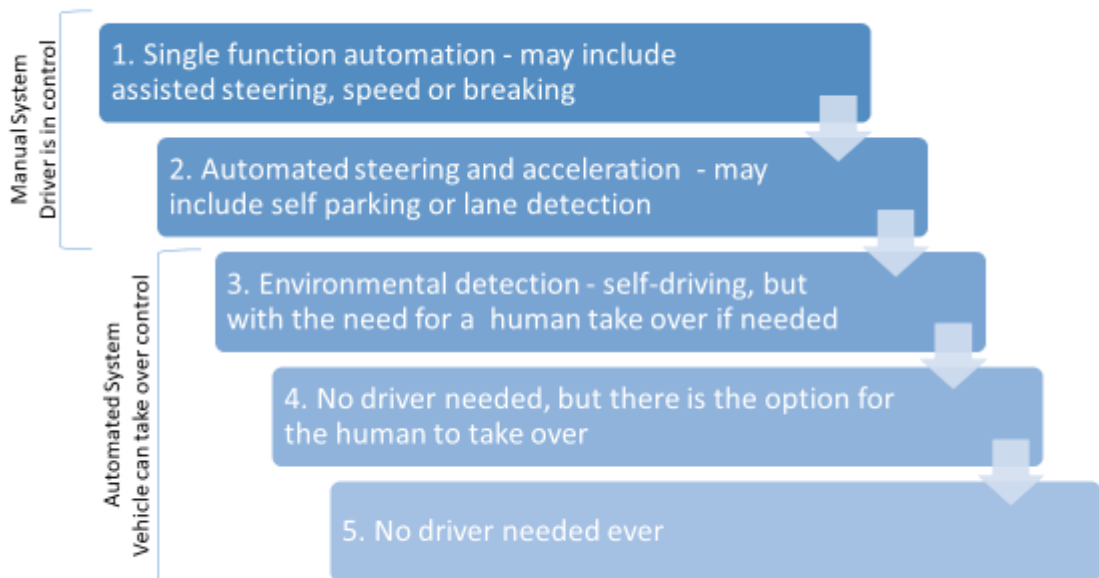 Manual System
Driver is in control
1. Single function automation - may include
assisted steering, speed or breaking
2. Automated steering and acceleration - may
include self parking or lane detection
Automated System
Vehicle can take over control
3. Environmental detection - self-driving, but
with the need for a human take over if needed
4. No driver needed, but there is the option for
the human to take over
5. No driver needed ever